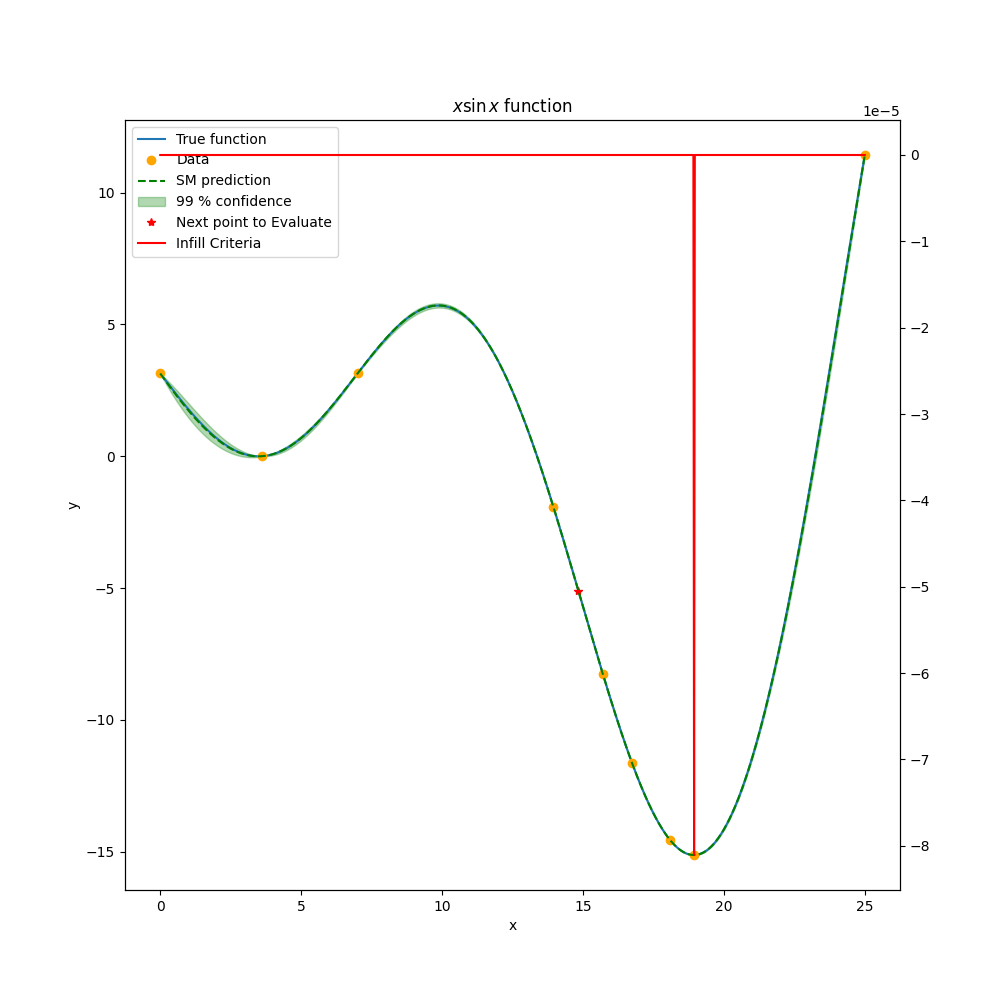 x sin x function
1e−5
True function
Data
SM prediction
99 % confidence
Next point to Evaluate
Infill Criteria
10
5
0
−5
−10
−15
y
0
−1
−2
−3
−4
−5
−6
−7
−8
0 5 10 15 20 25
x